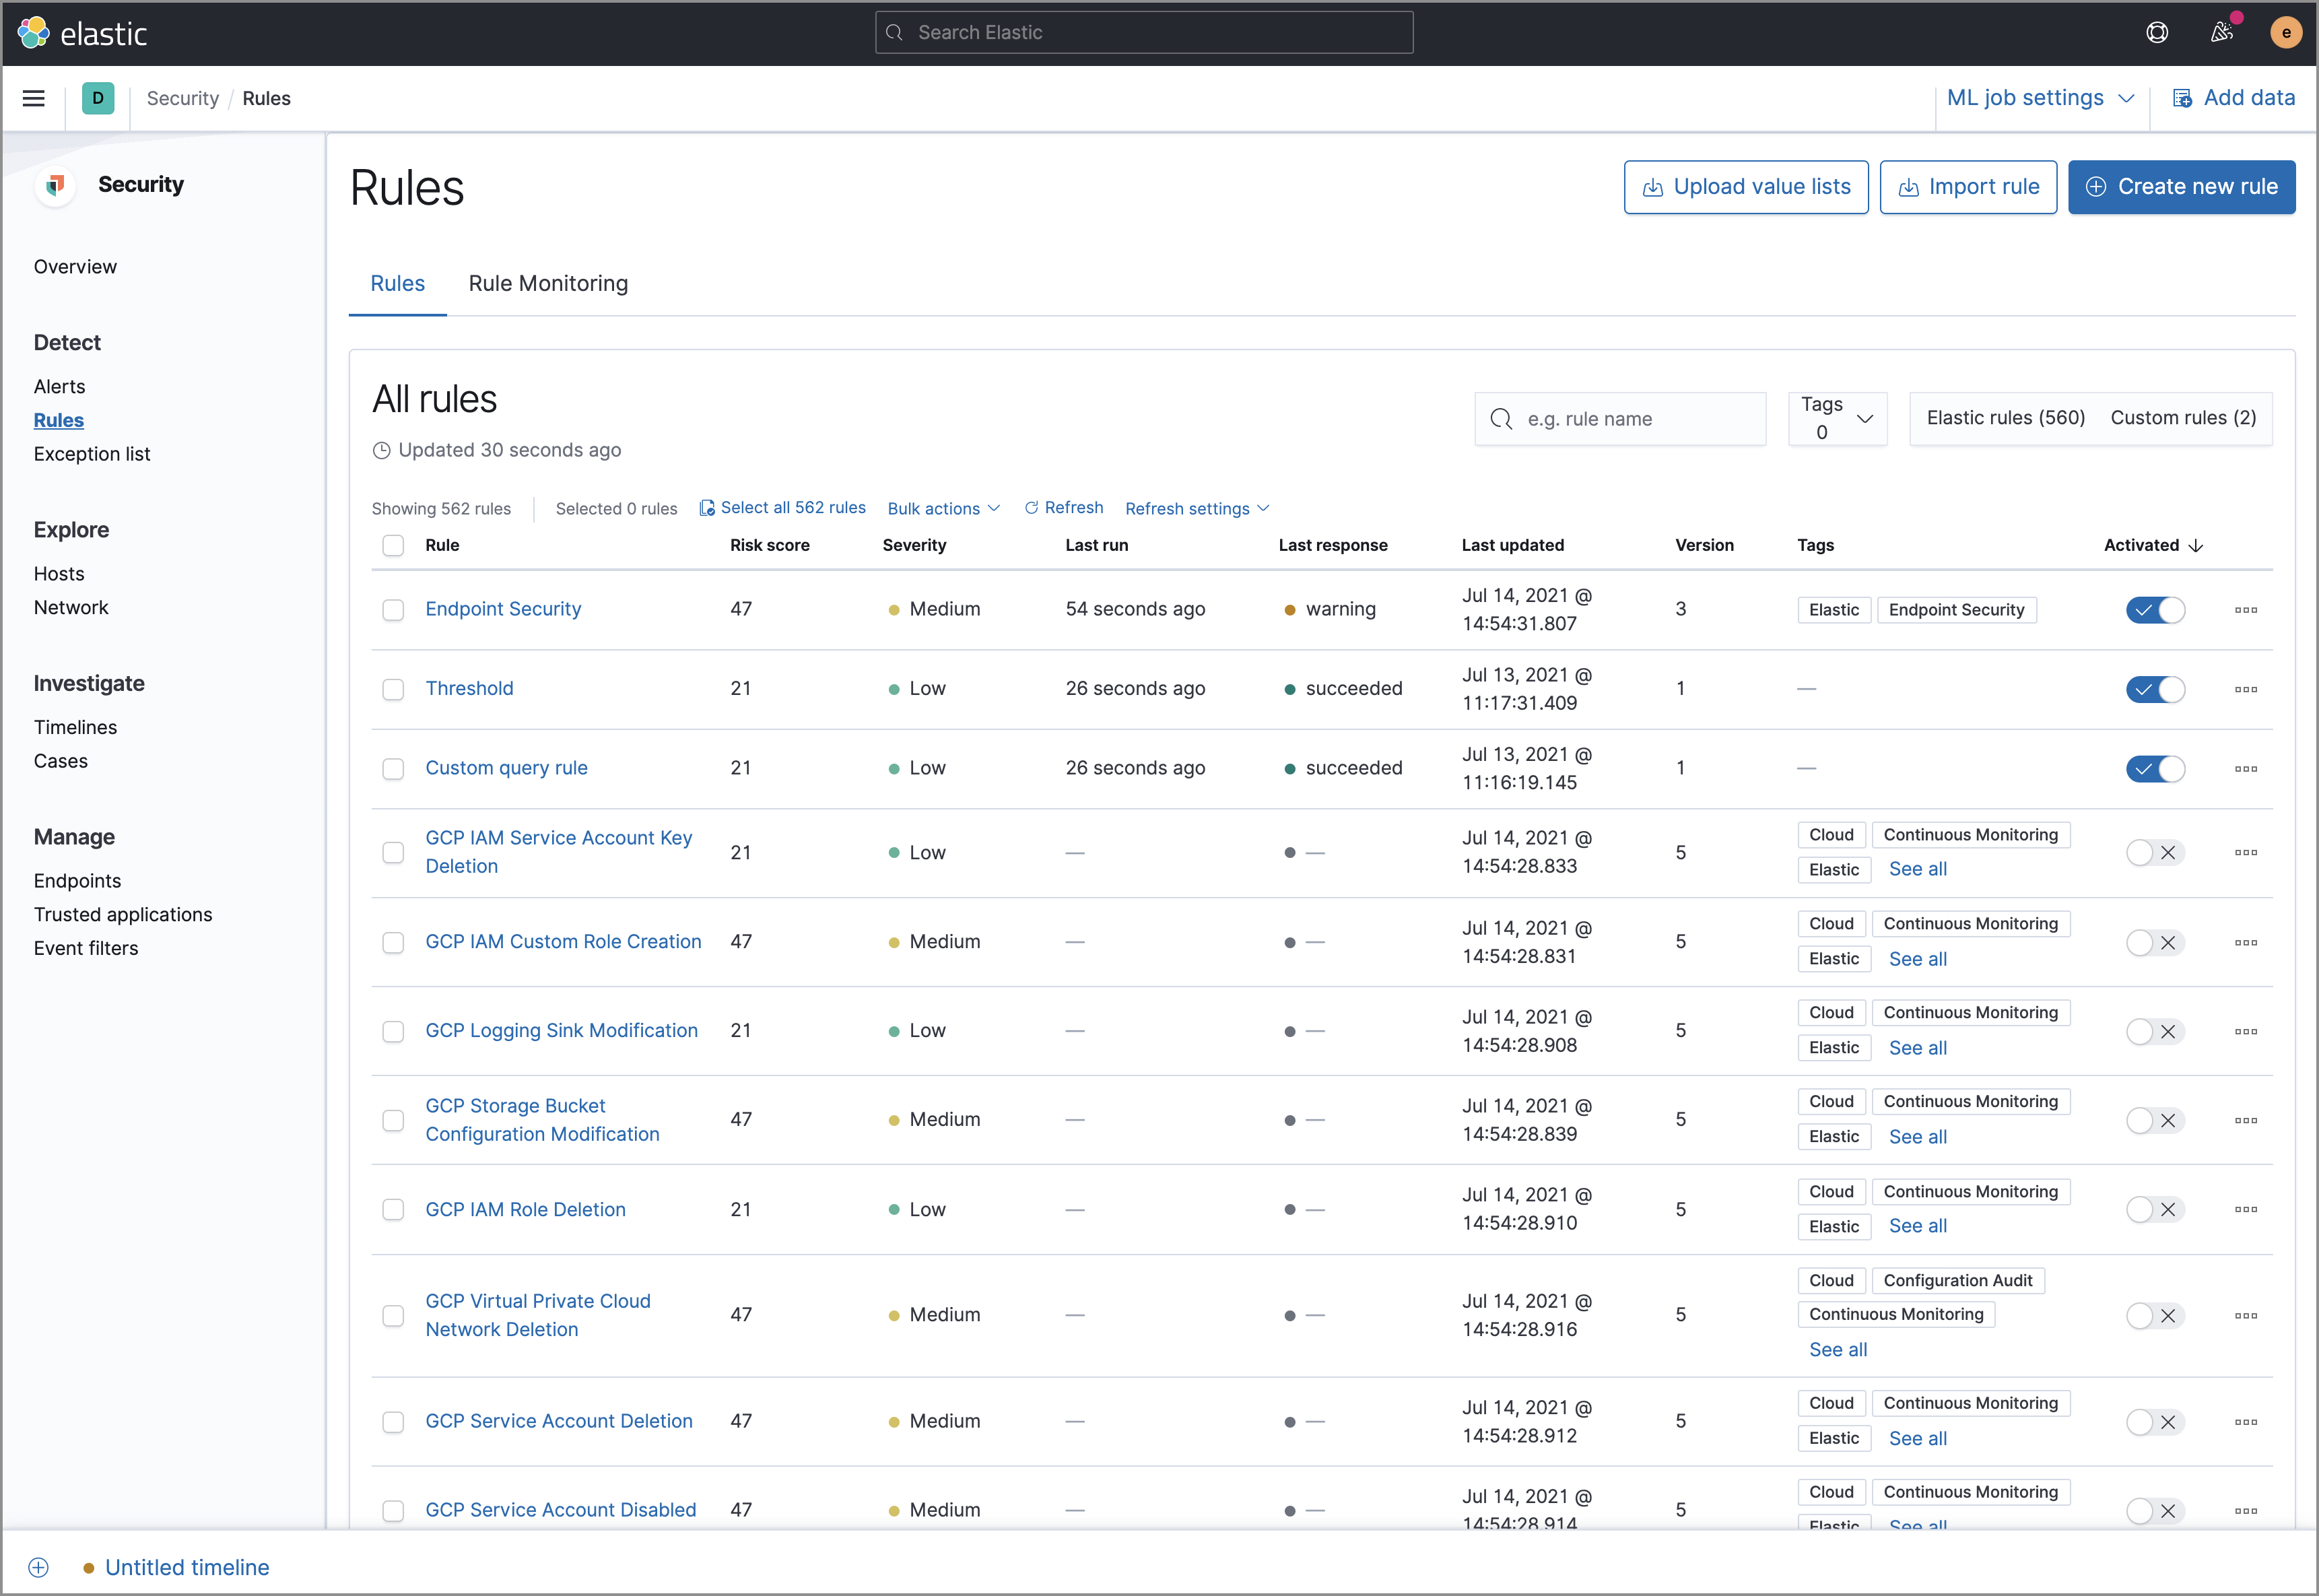 elastic
Search Elastic
e
D
Security / Rules
ML job settings
Add data
Security
Overview
Detect
Alerts
Rules
Exception list
Explore
Hosts
Network
Investigate
Timelines
Cases
Manage
Endpoints
Trusted applications
Event filters
Rules
Upload value lists
Import rule
Create new rule
Rules Rule Monitoring
All rules
Updated 30 seconds ago
e.g. rule name
Tags
0
Elastic rules (560) Custom rules (2)
Showing 562 rules Selected 0 rules Select all 562 rules Bulk actions Refresh Refresh settings
Rule Risk score Severity Last run Last response Last updated Version Tags Activated
Endpoint Security 47 Medium 54 seconds ago warning Jul 14, 2021 @ 3 Elastic Endpoint Security
14:54:31.807
Threshold 21 Low 26 seconds ago succeeded Jul 13, 2021 @ 1 —
11:17:31.409
Custom query rule 21 Low 26 seconds ago succeeded Jul 13, 2021 @ 1 —
11:16:19.145
GCP IAM Service Account Key 21 Low — — Jul 14, 2021 @ 5 Cloud Continuous Monitoring
Deletion 14:54:28.833 Elastic See all
GCP IAM Custom Role Creation 47 Medium — — Jul 14, 2021 @ 5 Cloud Continuous Monitoring
14:54:28.831 Elastic See all
GCP Logging Sink Modification 21 Low — — Jul 14, 2021 @ 5 Cloud Continuous Monitoring
14:54:28.908 Elastic See all
GCP Storage Bucket 47 Medium — — Jul 14, 2021 @ 5 Cloud Continuous Monitoring
Configuration Modification 14:54:28.839 Elastic See all
GCP IAM Role Deletion 21 Low — — Jul 14, 2021 @ 5 Cloud Continuous Monitoring
14:54:28.910 Elastic See all
GCP Virtual Private Cloud 47 Medium — — Jul 14, 2021 @ 5 Cloud Configuration Audit
Network Deletion 14:54:28.916 Continuous Monitoring
See all
GCP Service Account Deletion 47 Medium — — Jul 14, 2021 @ 5 Cloud Continuous Monitoring
14:54:28.912 Elastic See all
GCP Service Account Disabled 47 Medium — — Jul 14, 2021 @ 5 Cloud Continuous Monitoring
14:54:28.914 Elastic See all
Untitled timeline